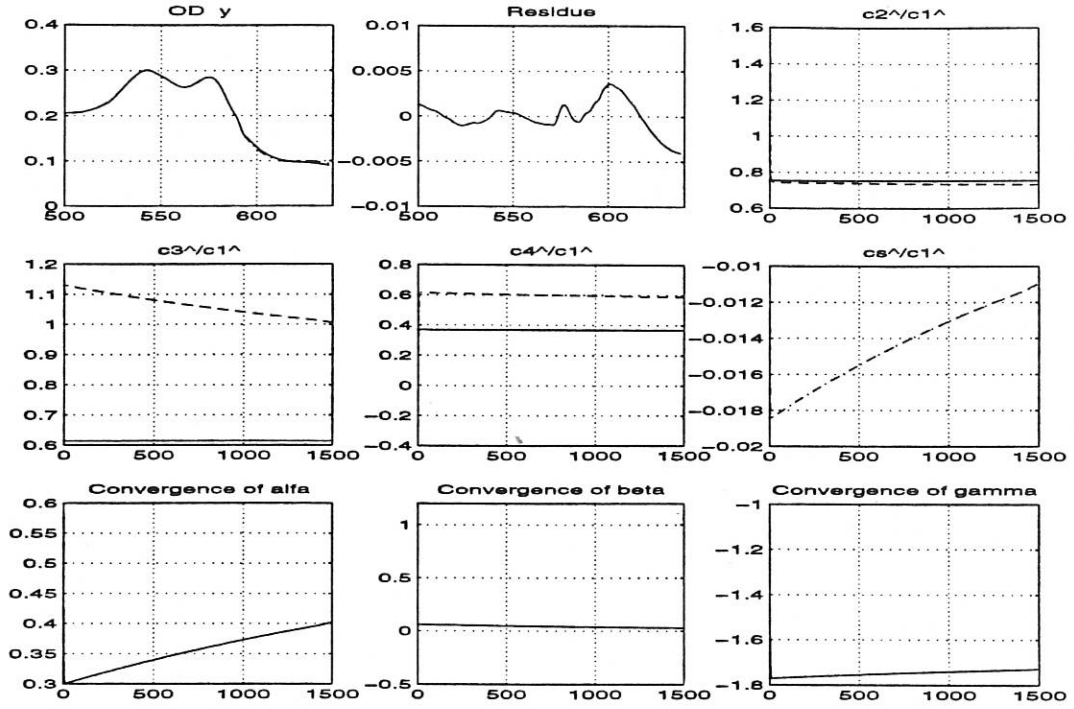 OD y
0.4
0.3
0.2
0.1
0
500 550 600
Residue
0.01
0.005
0
−0.005
−0.01
500 550 600
c2^/c1^
1.6
1.4
1.2
1
0.8
0.6
0 500 1000 1500
c3^/c1^
1.2
1.1
1
0.9
0.8
0.7
0.6
0 500 1000 1500
c4^/c1^
0.8
0.6
0.4
0.2
0
−0.2
−0.4
0 500 1000 1500
cs^/c1^
−0.01
−0.012
−0.014
−0.016
−0.018
−0.02
0 500 1000 1500
Convergence of alfa
0.6
0.55
0.5
0.45
0.4
0.35
0.3
0 500 1000 1500
Convergence of beta
1
0.5
0
−0.5
0 500 1000 1500
Convergence of gamma
−1
−1.2
−1.4
−1.6
−1.8
0 500 1000 1500